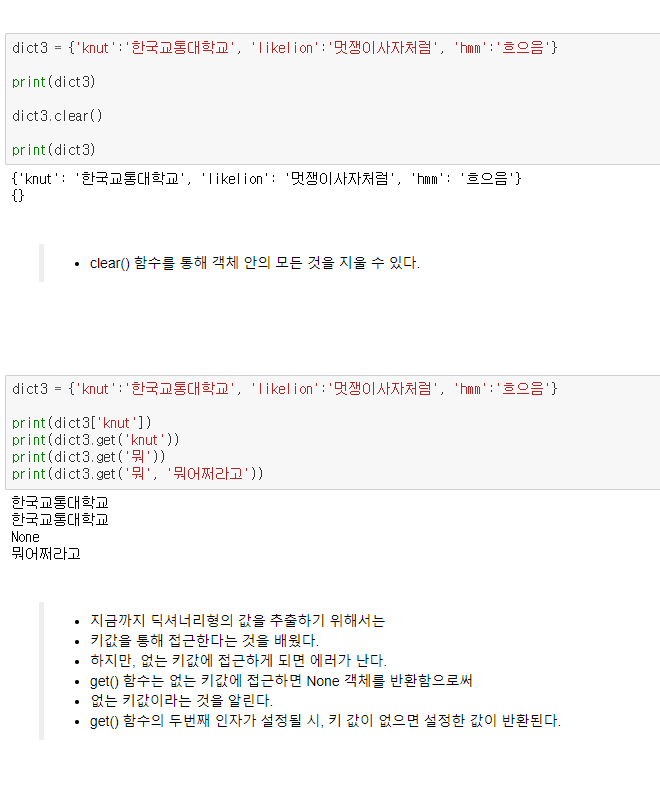 dict3 = {'knut':'한국교통대학교', 'likelion':'멋쟁이사자처럼', 'hmm':'흐으음'}
print(dict3)
dict3.clear()
print(dict3)
{'knut': '한국교통대학교', 'likelion': '멋쟁이사자처럼', 'hmm': '흐으음'}
{}
• clear() 함수를 통해 객체 안의 모든 것을 지울 수 있다.
dict3 = {'knut':'한국교통대학교', 'likelion':'멋쟁이사자처럼', 'hmm':'흐으음'}
print(dict3['knut'])
print(dict3.get('knut'))
print(dict3.get('뭐'))
print(dict3.get('뭐', '뭐어쩌라고'))
한국교통대학교
한국교통대학교
None
뭐어쩌라고
• 지금까지 딕셔너리형의 값을 추출하기 위해서는
• 키값을 통해 접근한다는 것을 배웠다.
• 하지만, 없는 키값에 접근하게 되면 에러가 난다.
• get() 함수는 없는 키값에 접근하면 None 객체를 반환함으로써
• 없는 키값이라는 것을 알린다.
• get() 함수의 두번째 인자가 설정될 시, 키 값이 없으면 설정한 값이 반환된다.